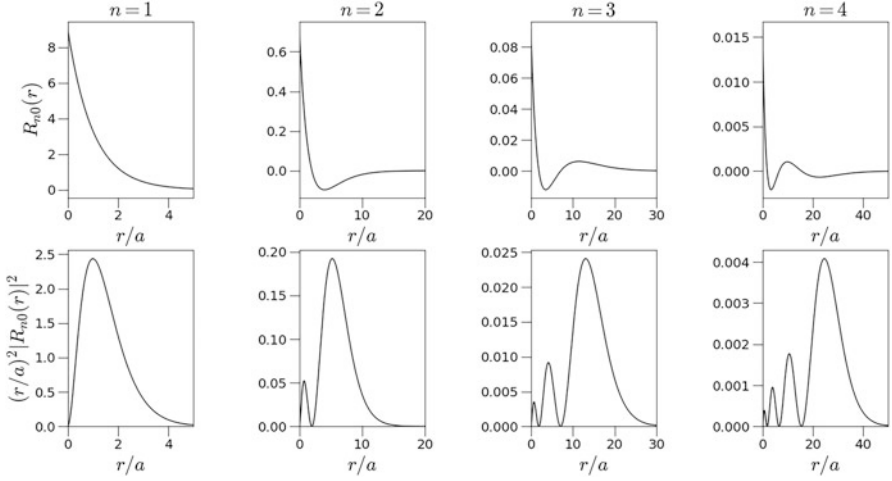 n = 1
n = 2
n = 3
n = 4
R_{n0}(r)
8
6
4
2
0
0 2 4
r/a
0.6
0.4
0.2
0.0
0 10 20
r/a
0.08
0.06
0.04
0.02
0.00
0 10 20 30
r/a
0.015
0.010
0.005
0.000
0 20 40
r/a
(r/a)^2|R_{n0}(r)|^2
2.5
2.0
1.5
1.0
0.5
0.0
0 2 4
r/a
0.20
0.15
0.10
0.05
0.00
0 10 20
r/a
0.025
0.020
0.015
0.010
0.005
0.000
0 10 20 30
r/a
0.004
0.003
0.002
0.001
0.000
0 20 40
r/a